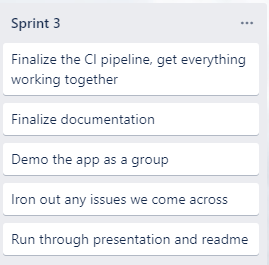 Sprint 3
Finalize the CI pipeline, get everything
working together
Finalize documentation
Demo the app as a group
Iron out any issues we come across
Run through presentation and readme